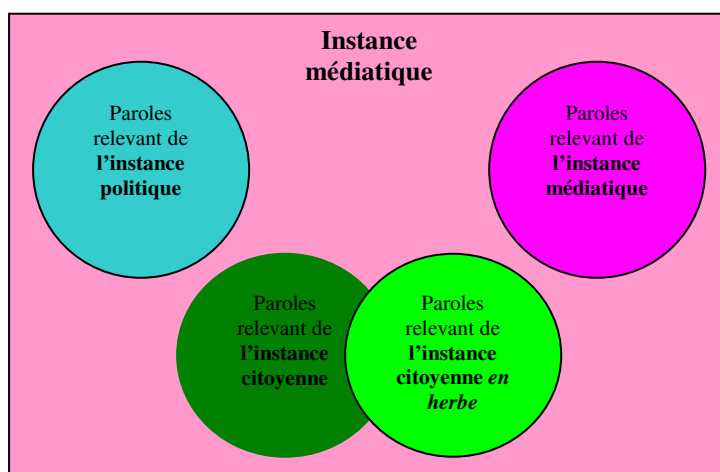 Instance
médiatique
Paroles
relevant de
l'instance
politique
Paroles
relevant de
l'instance
médiatique
Paroles
relevant de
l'instance
citoyenne
Paroles
relevant de
l'instance
citoyenne en
herbe